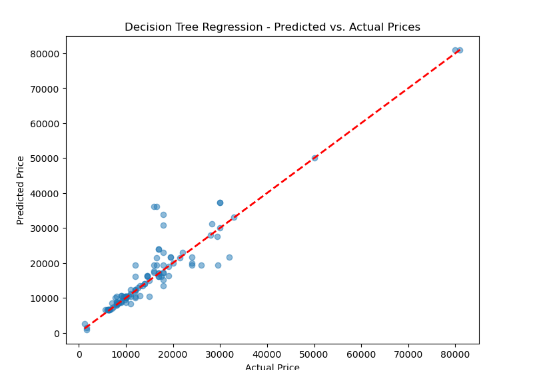 Decision Tree Regression - Predicted vs. Actual Prices
80000
70000
60000
50000
40000
30000
20000
10000
0
Predicted Price
0 10000 20000 30000 40000 50000 60000 70000 80000
Actual Price